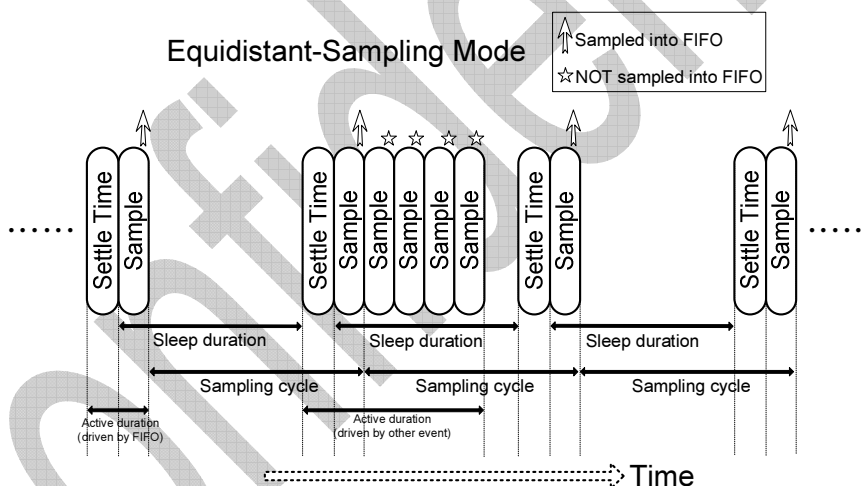 Equidistant-Sampling Mode
Sampled into FIFO
NOT sampled into FIFO
Settle Time
Sample
Settle Time
Sample
Sample
Sample
Sample
Sample
Settle Time
Sample
Settle Time
Sample
Sleep duration
Sleep duration
Sleep duration
Sampling cycle
Sampling cycle
Sampling cycle
Active duration
(driven by FIFO)
Active duration
(driven by other event)
Time